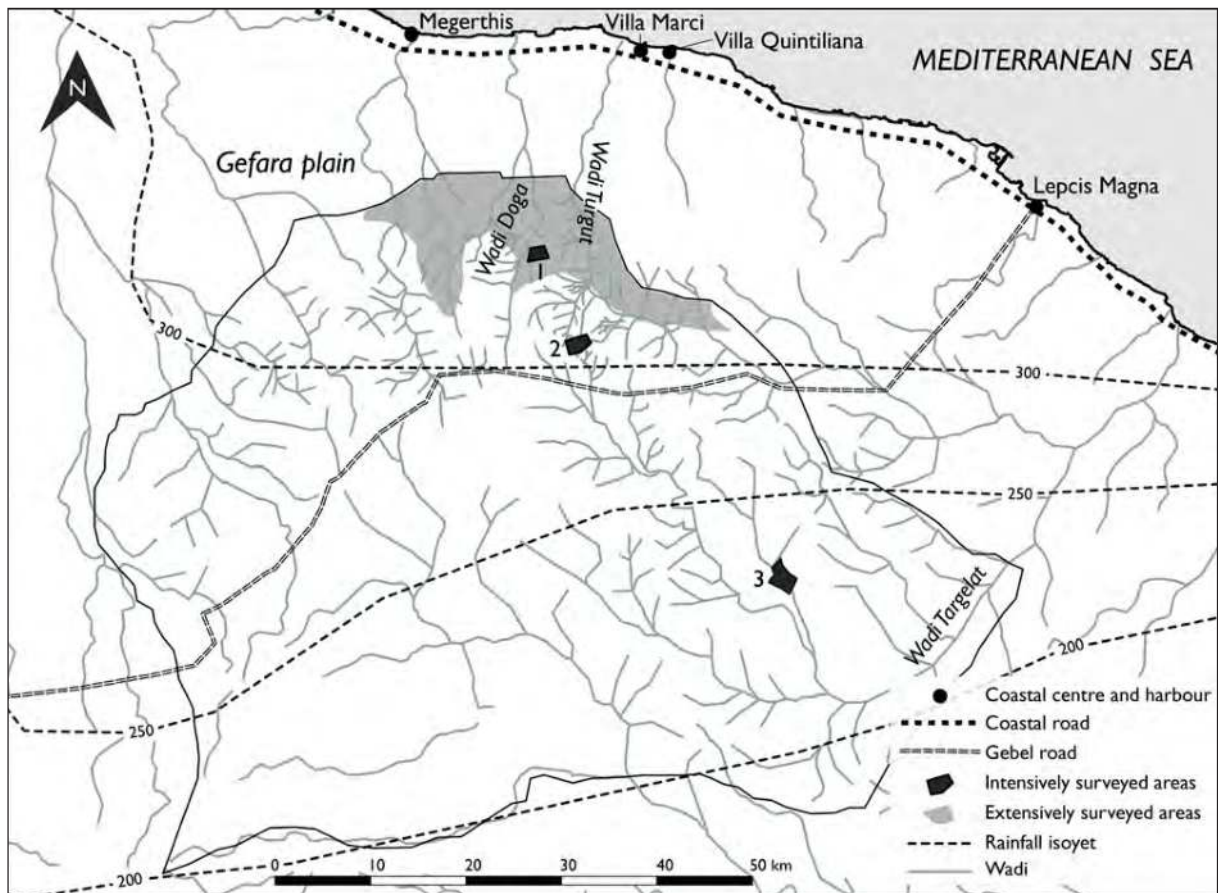 Megerthis
Villa Marci
Villa Quintiliana
MEDITERRANEAN SEA
N
Gefara plain
Wadi Doga
Wadi Turgut
Lepcis Magna
1
300
2
300
250
3
Wadi Targelat
200
250
200
Coastal centre and harbour
Coastal road
Gebel road
Intensively surveyed areas
Extensively surveyed areas
Rainfall isoyet
Wadi
0 10 20 30 40 50 km